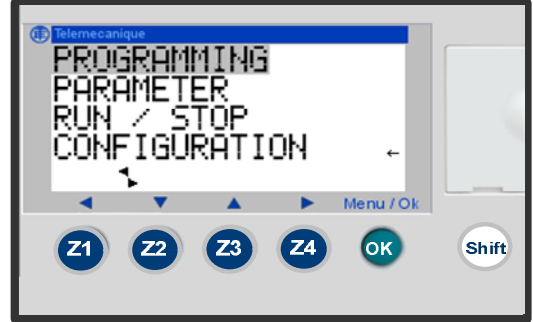 Telemecanique
PROGRAMMING
PARAMETER
RUN / STOP
CONFIGURATION ←
Menu / Ok
Z1 Z2 Z3 Z4 OK Shift